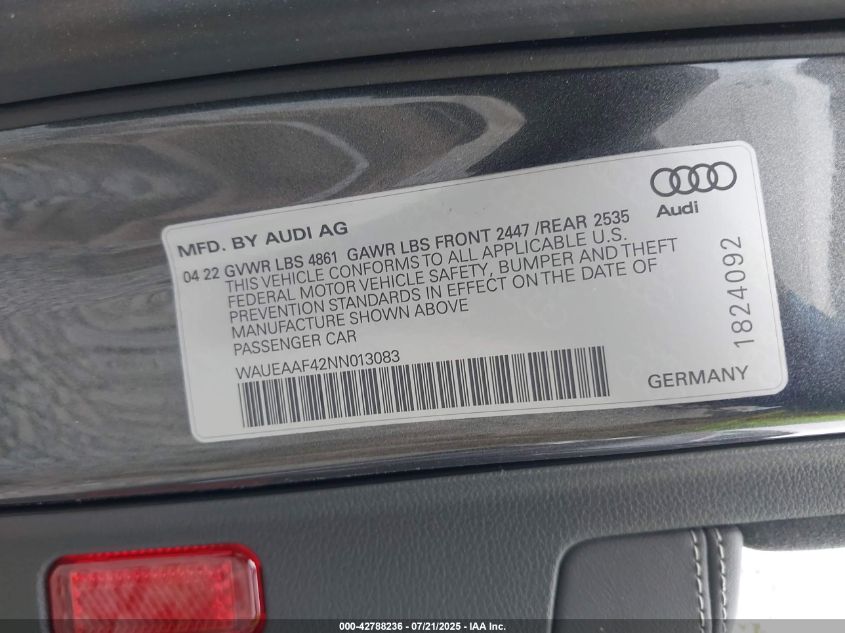 MFD. BY AUDI AG
04 22 GVWR LBS 4861 GAWR LBS FRONT 2447 /REAR 2535
THIS VEHICLE CONFORMS TO ALL APPLICABLE U.S.
FEDERAL MOTOR VEHICLE SAFETY, BUMPER AND THEFT
PREVENTION STANDARDS IN EFFECT ON THE DATE OF
MANUFACTURE SHOWN ABOVE
PASSENGER CAR
WAUEAAF42NN013083
Audi
1824092
GERMANY
000-42788236 - 07/21/2025 - IAA Inc.